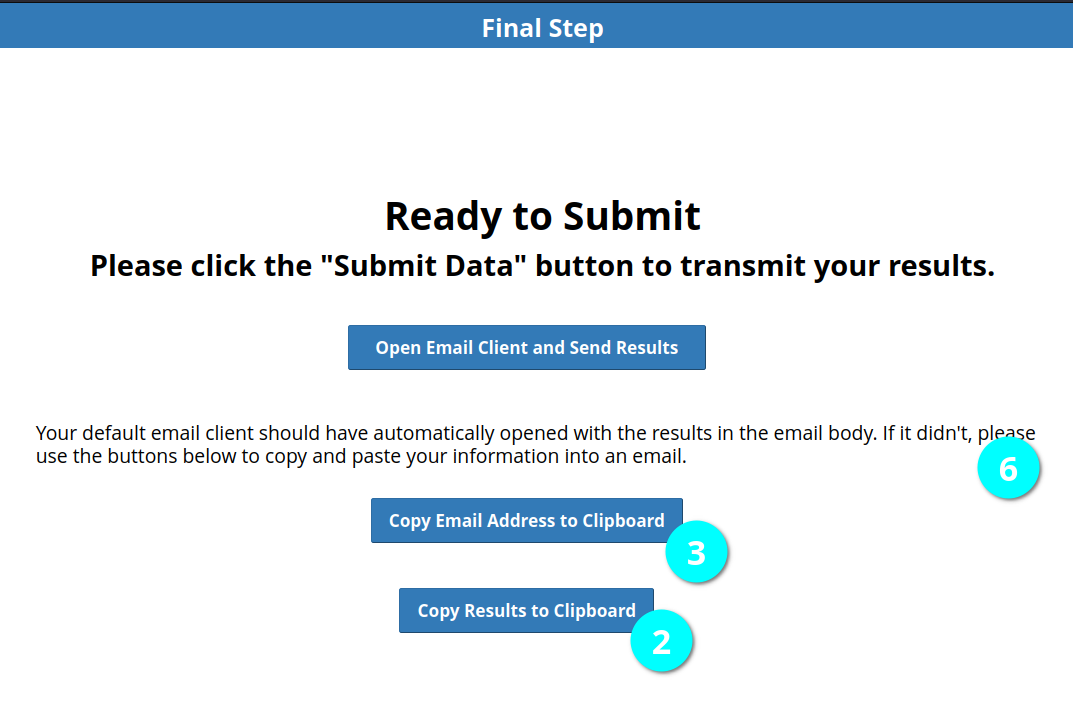 Final Step
Ready to Submit
Please click the "Submit Data" button to transmit your results.
Open Email Client and Send Results
Your default email client should have automatically opened with the results in the email body. If it didn't, please
use the buttons below to copy and paste your information into an email.
6
Copy Email Address to Clipboard
3
Copy Results to Clipboard
2